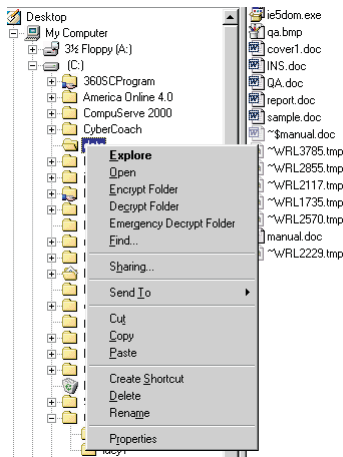 Desktop
My Computer
3½ Floppy (A:)
(C:)
360SCProgram
America Online 4.0
CompuServe 2000
CyberCoach
Explore
Open
Encrypt Folder
Decrypt Folder
Emergency Decrypt Folder
Find...
Sharing...
Send To
Cut
Copy
Paste
Create Shortcut
Delete
Rename
Properties
ie5dom.exe
qa.bmp
cover1.doc
INS.doc
QA.doc
report.doc
sample.doc
~$manual.doc
~WRL3785.tmp
~WRL2855.tmp
~WRL2117.tmp
~WRL1735.tmp
~WRL2570.tmp
manual.doc
~WRL2229.tmp